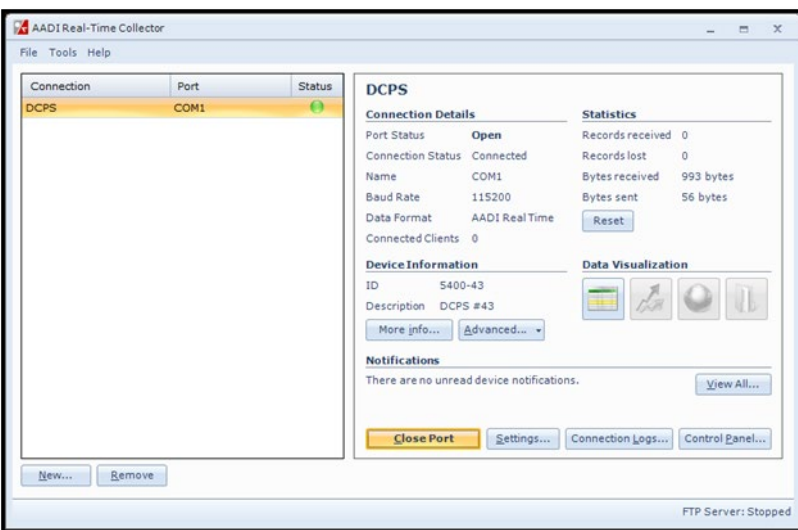 AADI Real-Time Collector
File Tools Help
Connection Port Status
DCPS COM1
DCPS
Connection Details
Port Status Open
Connection Status Connected
Name COM1
Baud Rate 115200
Data Format AADI Real Time
Connected Clients 0
Statistics
Records received 0
Records lost 0
Bytes received 993 bytes
Bytes sent 56 bytes
Reset
Device Information
ID 5400-43
Description DCPS #43
More info... Advanced...
Data Visualization
Notifications
There are no unread device notifications.
View All...
Close Port Settings... Connection Logs... Control Panel...
New... Remove
FTP Server: Stopped